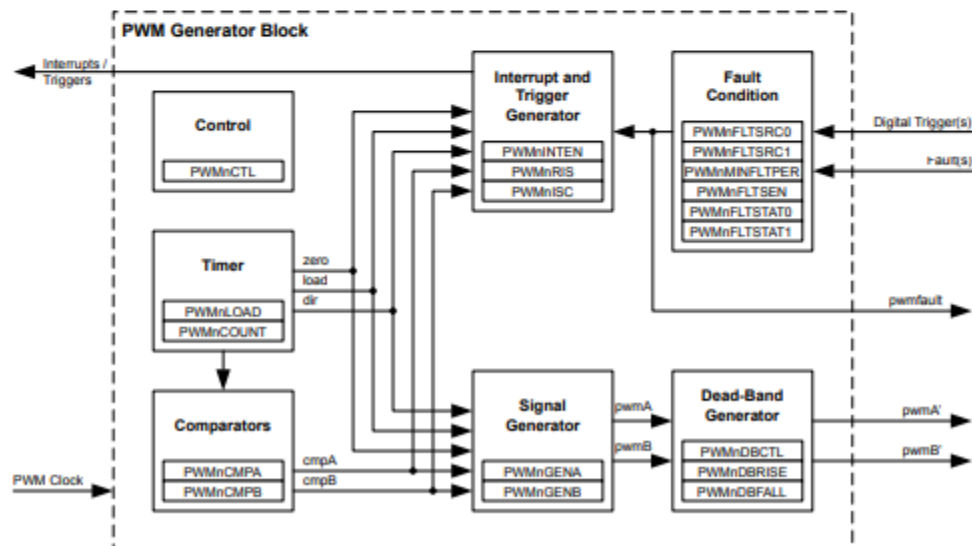 PWM Generator Block
Interrupts /
Triggers
Control
PWMnCTL
Interrupt and
Trigger
Generator
PWMnINTEN
PWMnRIS
PWMnISC
Fault
Condition
PWMnFLTSRC0
PWMnFLTSRC1
PWMnMINFLTPER
PWMnFLTSEN
PWMnFLTSTAT0
PWMnFLTSTAT1
Digital Trigger(s)
Fault(s)
Timer
PWMnLOAD
PWMnCOUNT
zero
load
dir
pwmfault
Comparators
PWMnCMPA
PWMnCMPB
cmpA
cmpB
PWM Clock
Signal
Generator
PWMnGENA
PWMnGENB
pwmA
pwmB
Dead-Band
Generator
PWMnDBCTL
PWMnDBRISE
PWMnDBFALL
pwmA'
pwmB'